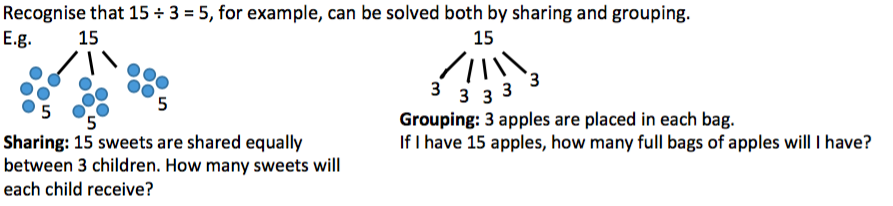 Recognise that 15 ÷ 3 = 5, for example, can be solved both by sharing and grouping.
E.g.
15
5
5
5
Sharing: 15 sweets are shared equally
between 3 children. How many sweets will
each child receive?
15
3
3
3
3
3
Grouping: 3 apples are placed in each bag.
If I have 15 apples, how many full bags of apples will I have?